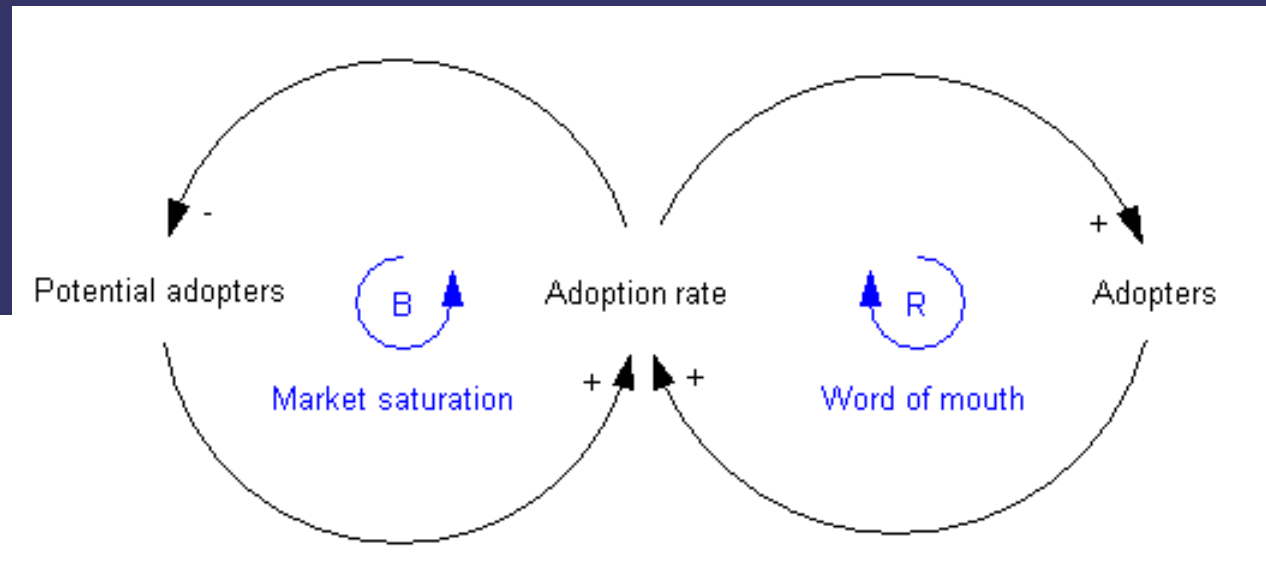 -
+
Potential adopters
B
Adoption rate
R
Adopters
+
+
Market saturation
Word of mouth